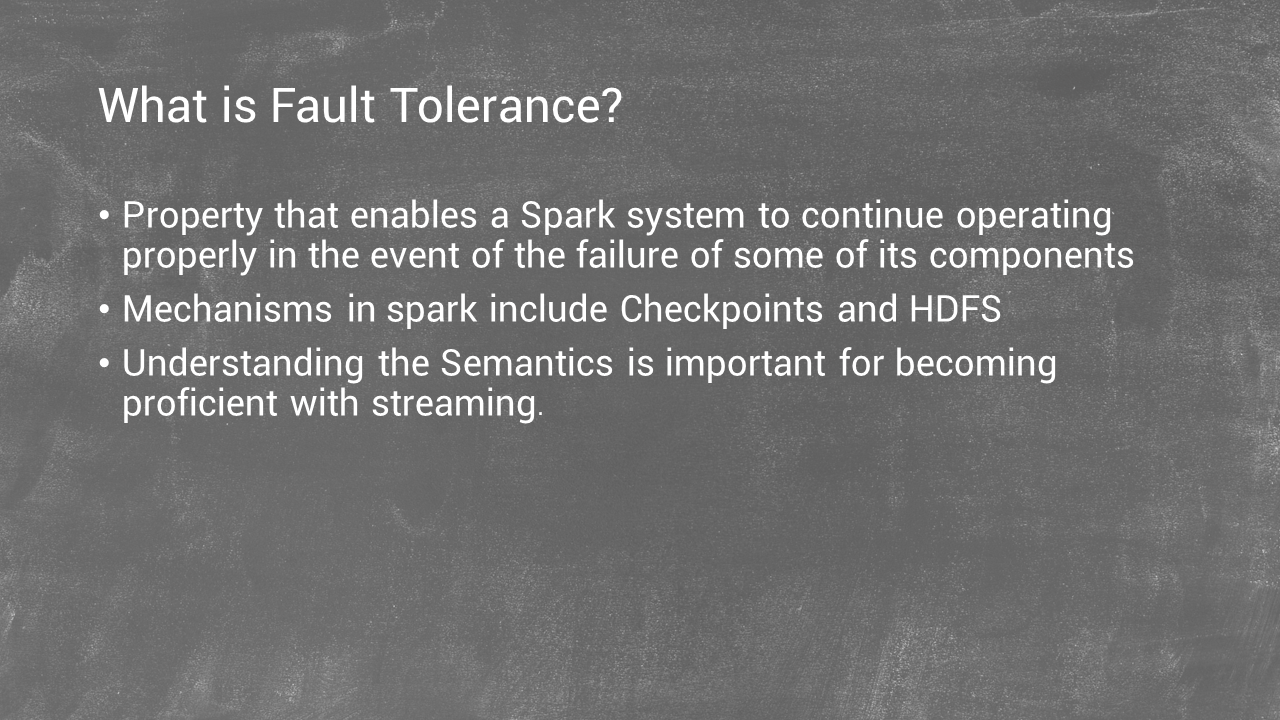 What is Fault Tolerance?
• Property that enables a Spark system to continue operating
properly in the event of the failure of some of its components
• Mechanisms in spark include Checkpoints and HDFS
• Understanding the Semantics is important for becoming
proficient with streaming.